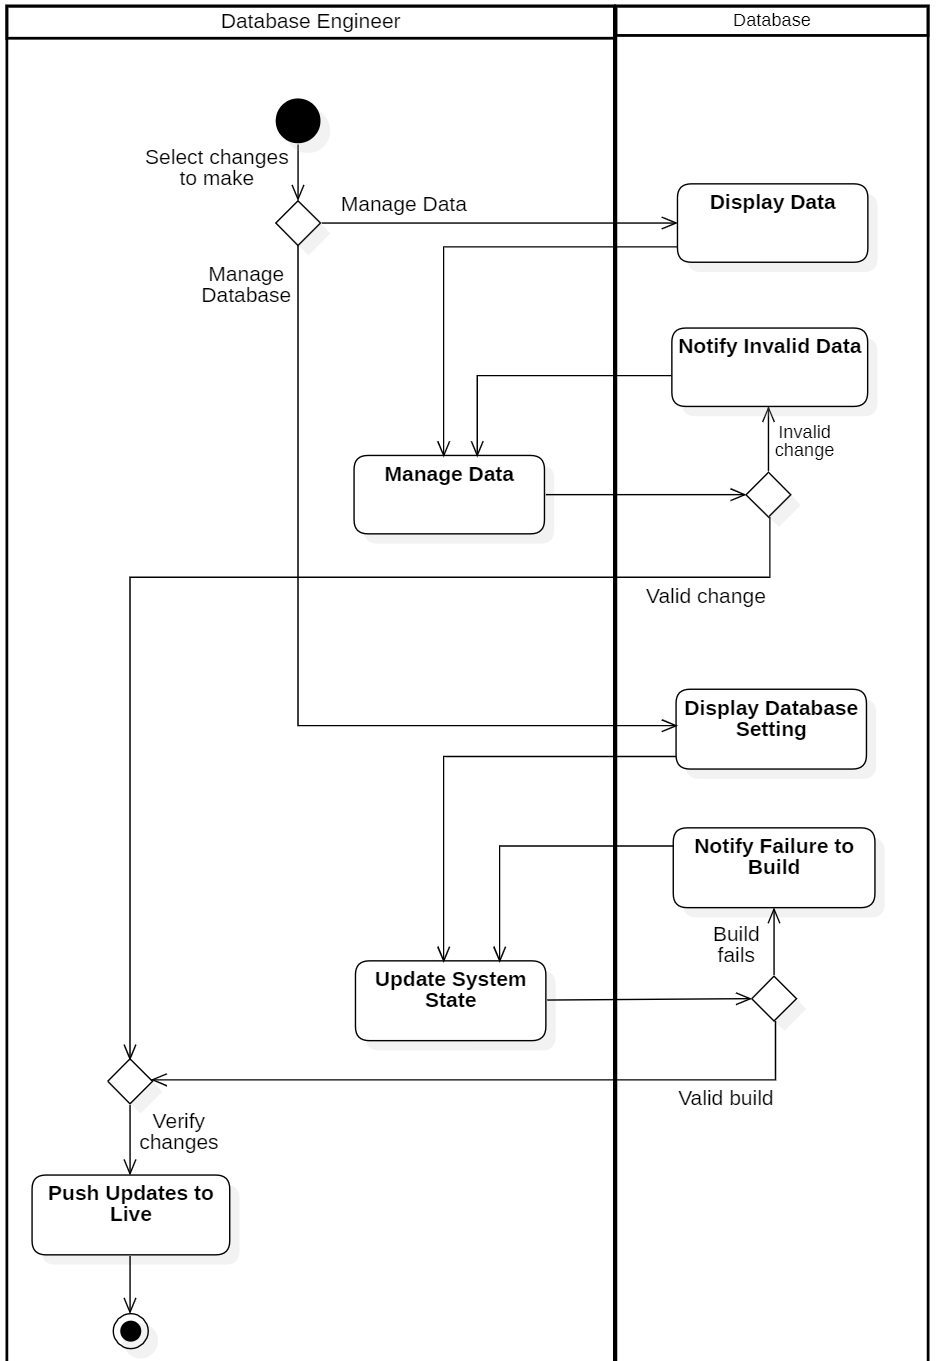 Database Engineer
Database
Select changes
to make
Manage Data
Display Data
Manage
Database
Notify Invalid Data
Invalid
change
Manage Data
Valid change
Display Database
Setting
Notify Failure to
Build
Build
fails
Update System
State
Valid build
Verify
changes
Push Updates to
Live